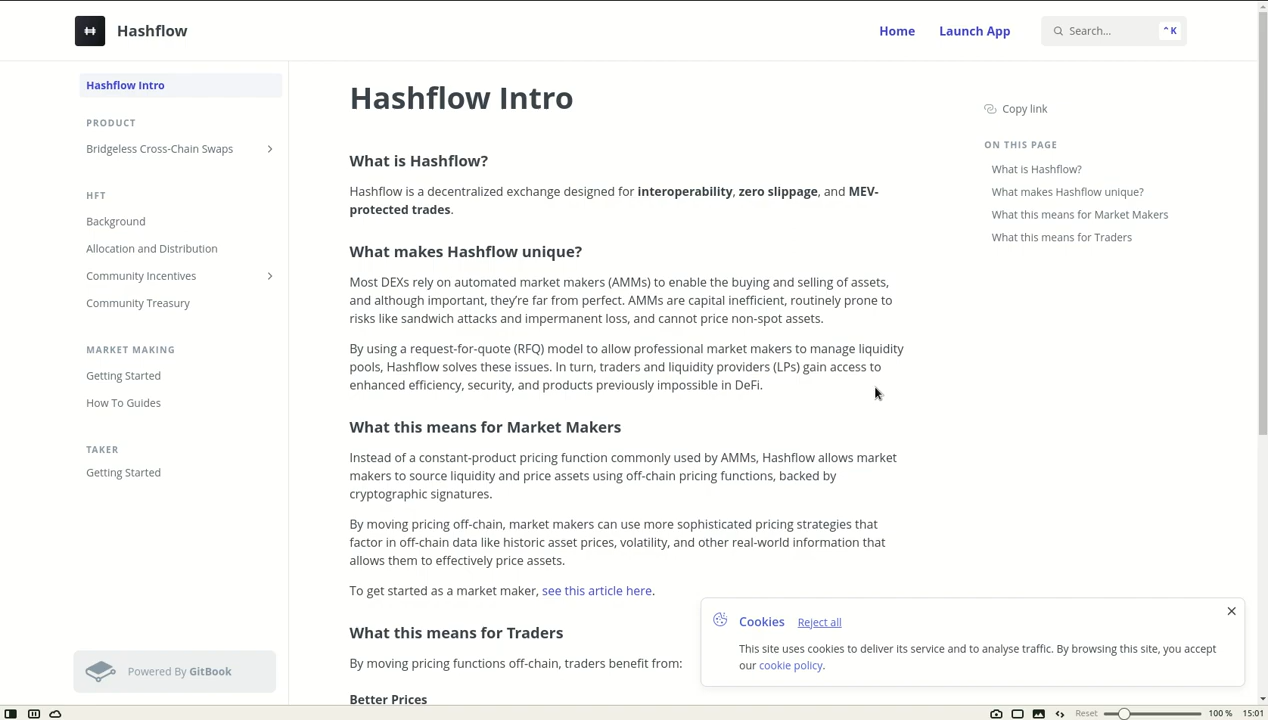 Hashflow
Home
Launch App
Search...
⌃ K
Hashflow Intro
PRODUCT
Bridgeless Cross-Chain Swaps
HFT
Background
Allocation and Distribution
Community Incentives
Community Treasury
MARKET MAKING
Getting Started
How To Guides
TAKER
Getting Started
Powered By GitBook
Hashflow Intro
What is Hashflow?
Hashflow is a decentralized exchange designed for interoperability, zero slippage, and MEV-
protected trades.
What makes Hashflow unique?
Most DEXs rely on automated market makers (AMMs) to enable the buying and selling of assets,
and although important, they’re far from perfect. AMMs are capital inefficient, routinely prone to
risks like sandwich attacks and impermanent loss, and cannot price non-spot assets.
By using a request-for-quote (RFQ) model to allow professional market makers to manage liquidity
pools, Hashflow solves these issues. In turn, traders and liquidity providers (LPs) gain access to
enhanced efficiency, security, and products previously impossible in DeFi.
What this means for Market Makers
Instead of a constant-product pricing function commonly used by AMMs, Hashflow allows market
makers to source liquidity and price assets using off-chain pricing functions, backed by
cryptographic signatures.
By moving pricing off-chain, market makers can use more sophisticated pricing strategies that
factor in off-chain data like historic asset prices, volatility, and other real-world information that
allows them to effectively price assets.
To get started as a market maker, see this article here.
What this means for Traders
By moving pricing functions off-chain, traders benefit from:
Better Prices
Copy link
ON THIS PAGE
What is Hashflow?
What makes Hashflow unique?
What this means for Market Makers
What this means for Traders
Cookies
Reject all
This site uses cookies to deliver its service and to analyse traffic. By browsing this site, you accept
our cookie policy.
Reset
100 %
15:01